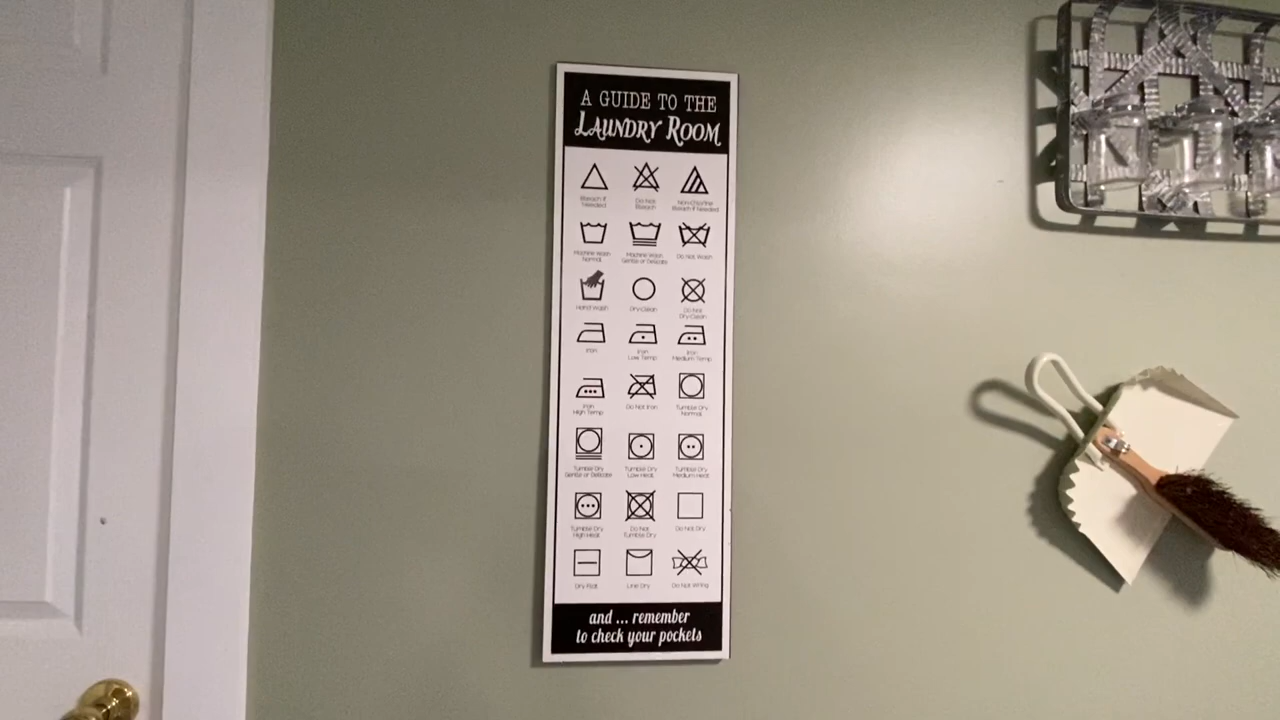 A GUIDE TO THE
LAUNDRY ROOM
Bleach if
Needed
Do Not
Bleach
Non-Chlorine
Bleach if Needed
Machine Wash
Normal
Machine Wash
Gentle or Delicate
Do Not Wash
Hand Wash
Dry Clean
Do Not
Dry Clean
Iron
Iron
Low Temp
Iron
Medium Temp
Iron
High Temp
Do Not Iron
Tumble Dry
Normal
Tumble Dry
Gentle or Delicate
Tumble Dry
Low Heat
Tumble Dry
Medium Heat
Tumble Dry
High Heat
Do Not
Tumble Dry
Do Not Dry
Dry Flat
Line Dry
Do Not Wring
and ... remember
to check your pockets